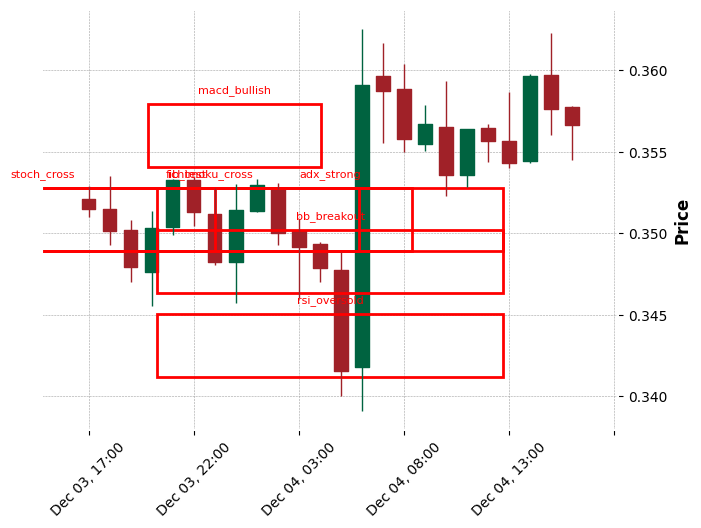 macd_bullish
stoch_cross
ichimoku_cross
adx_strong
bb_breakout
rsi_oversold
0.360
0.355
0.350
0.345
0.340
Price
Dec 03, 17:00
Dec 03, 22:00
Dec 04, 03:00
Dec 04, 08:00
Dec 04, 13:00